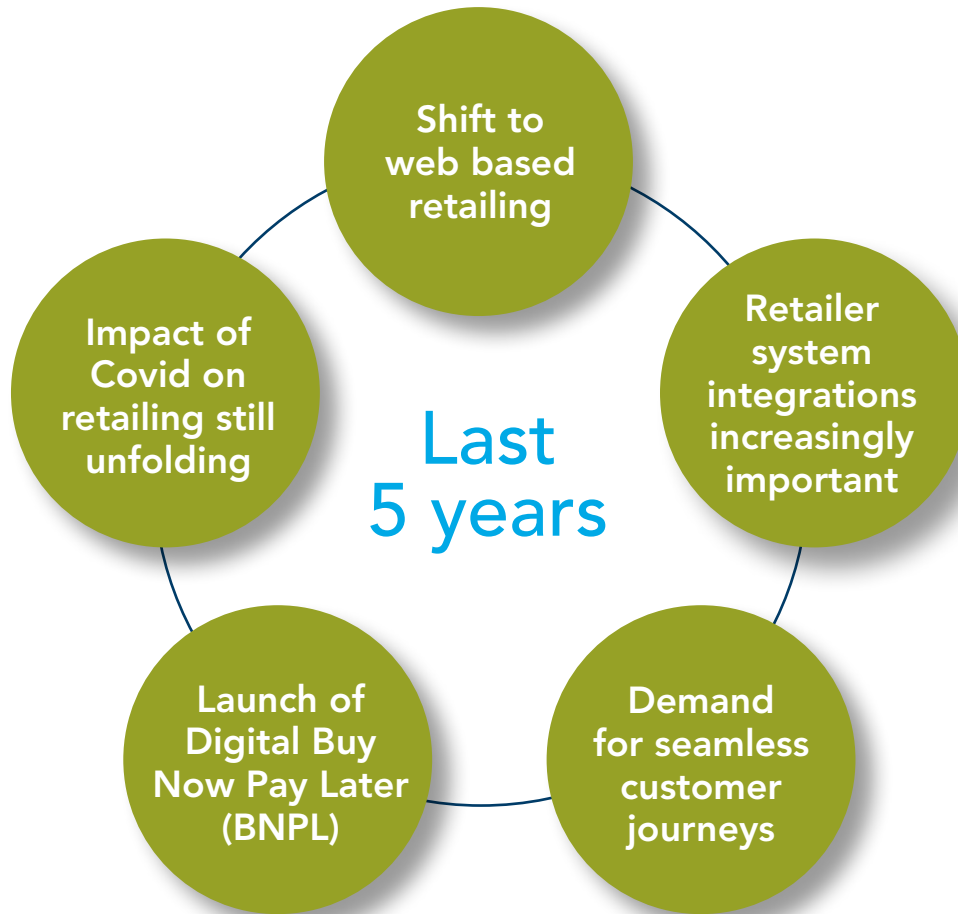 Shift to
web based
retailing
Retailer
system
integrations
increasingly
important
Demand
for seamless
customer
journeys
Launch of
Digital Buy
Now Pay Later
(BNPL)
Impact of
Covid on
retailing still
unfolding
Last
5 years